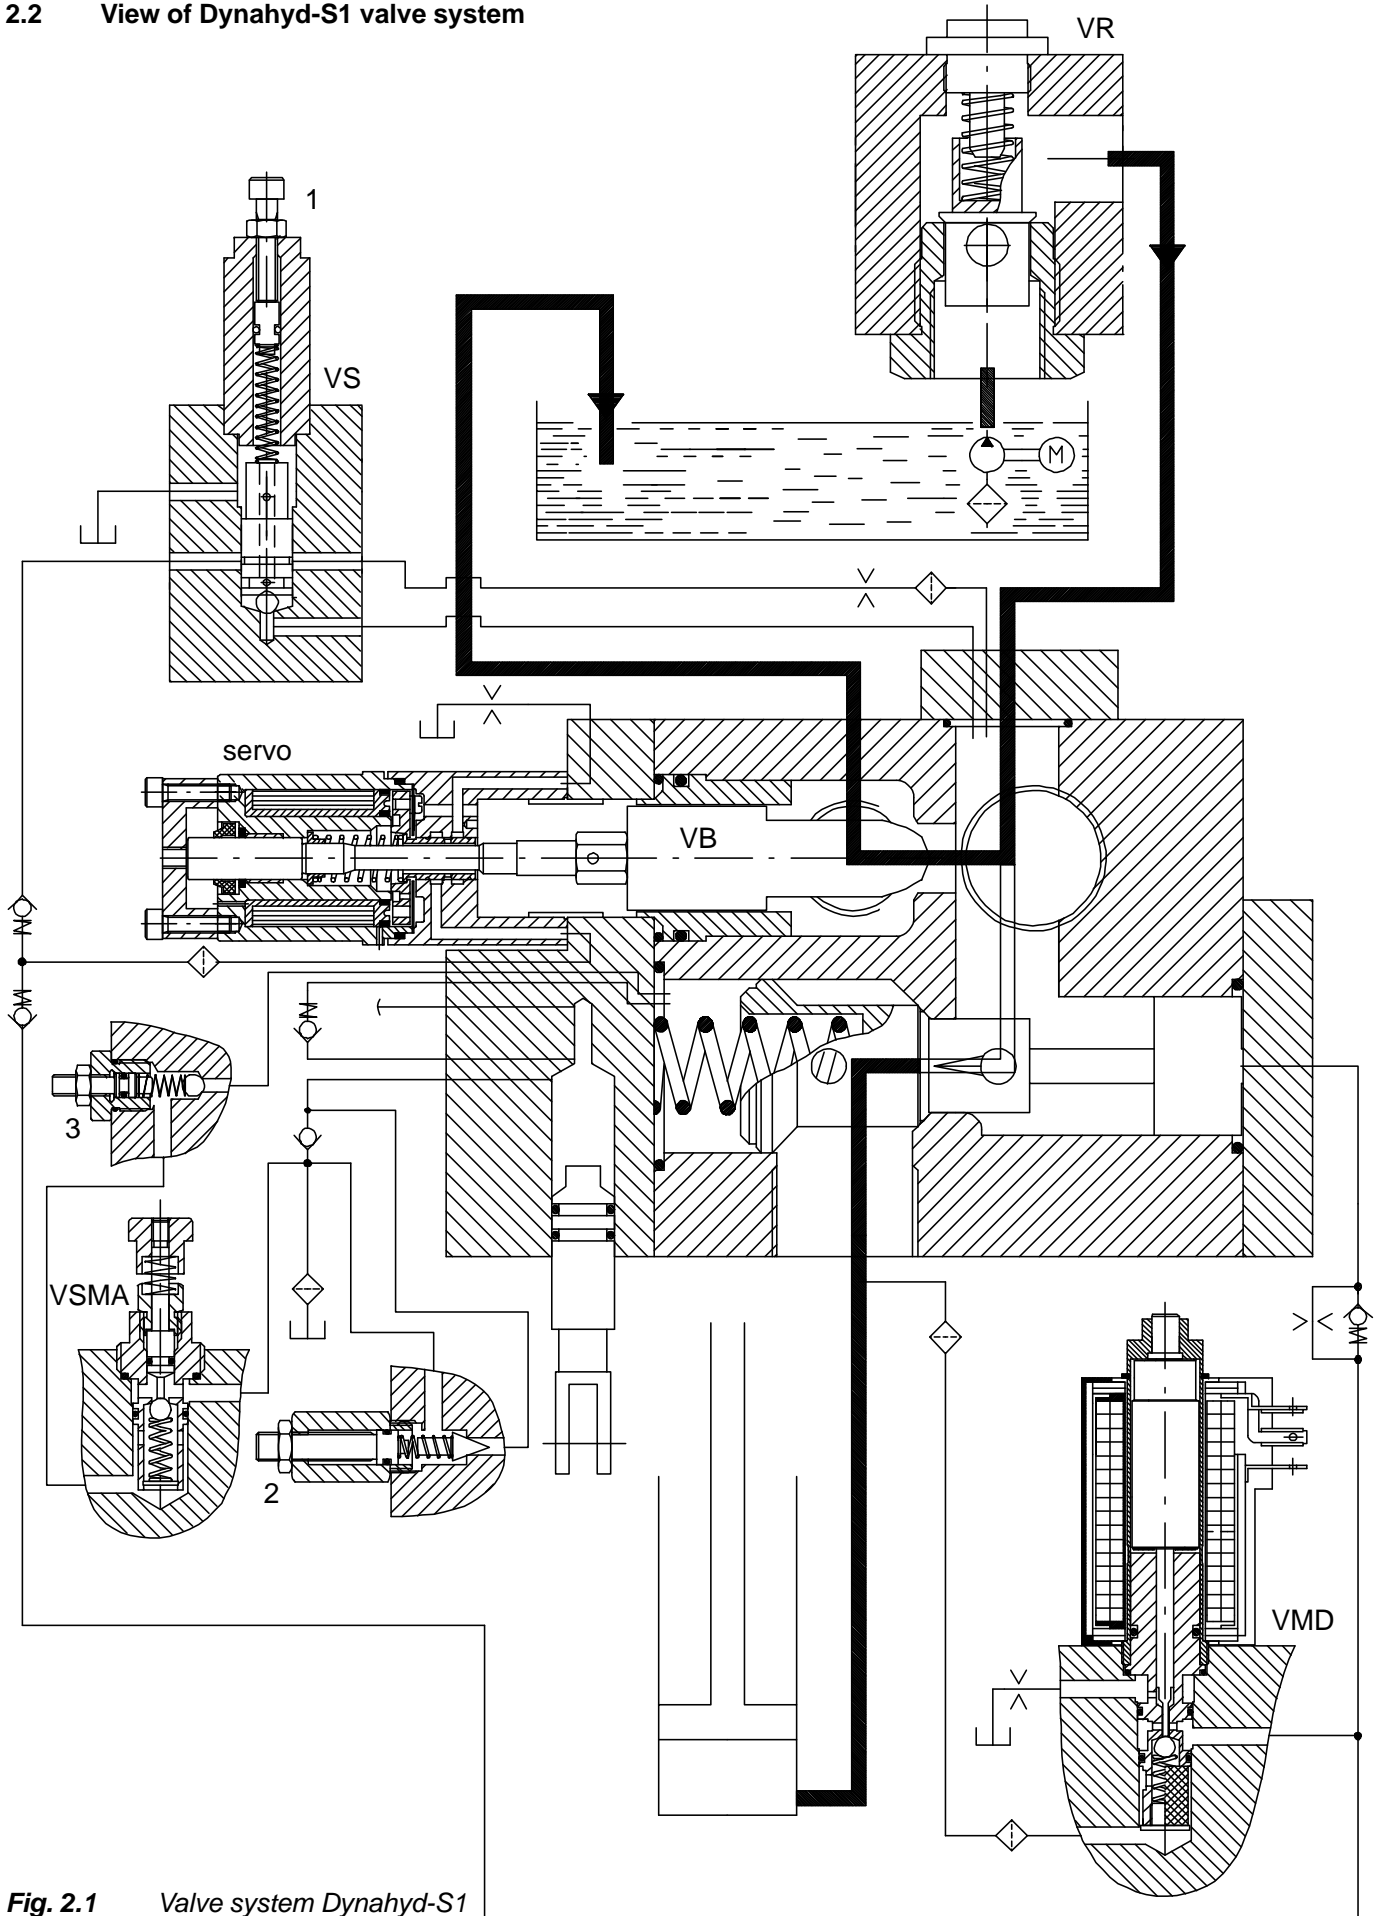 2.2 View of Dynahyd-S1 valve system
VR
1
VS
M
servo
VB
3
VSMA
2
VMD
Fig. 2.1 Valve system Dynahyd-S1